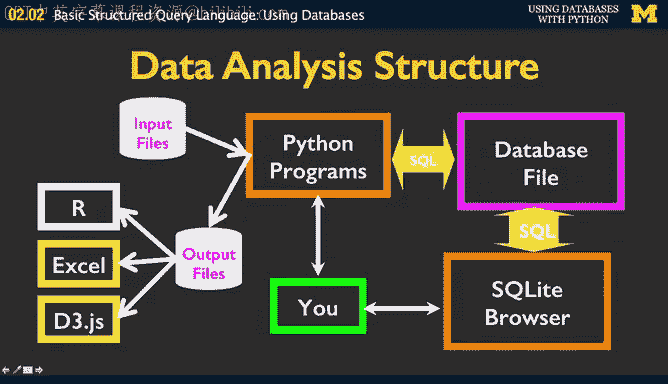 02.02 Basic Structured Query Language: Using Databases
USING DATABASES
WITH PYTHON
M
Data Analysis Structure
Input
Files
Python
Programs
SQL
Database
File
R
Excel
D3.js
Output
Files
You
SQL
SQLite
Browser